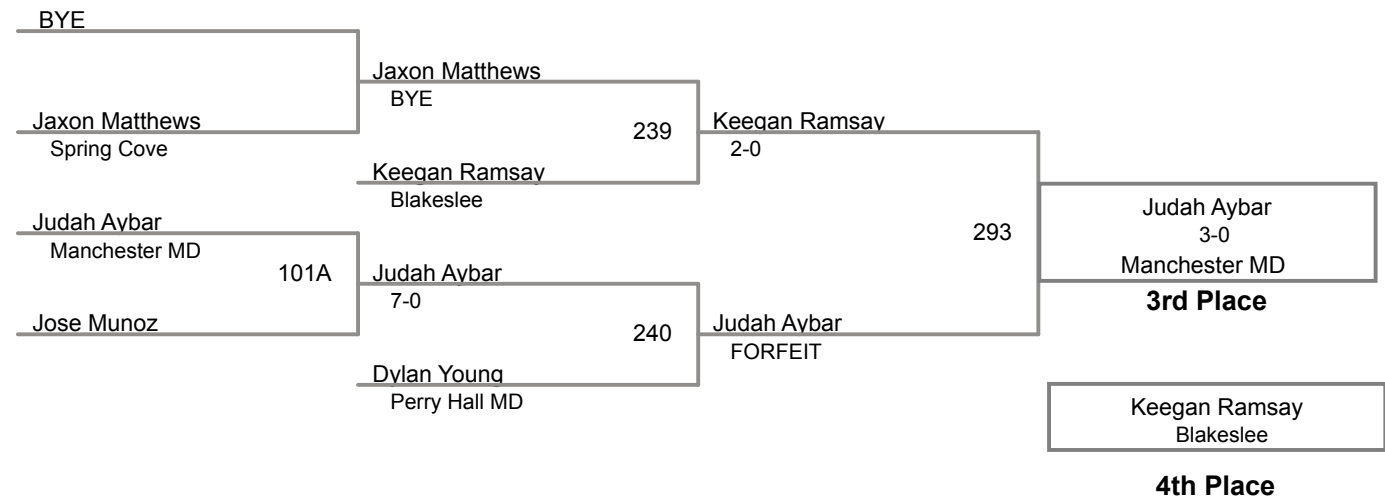 BYE
Jaxon Matthews
BYE
Jaxon Matthews
Spring Cove
239
Keegan Ramsay
2-0
Keegan Ramsay
Blakeslee
Judah Aybar
Manchester MD
101A
Judah Aybar
7-0
Jose Munoz
240
Judah Aybar
FORFEIT
Dylan Young
Perry Hall MD
293
Judah Aybar
3-0
Manchester MD
3rd Place
Keegan Ramsay
Blakeslee
4th Place